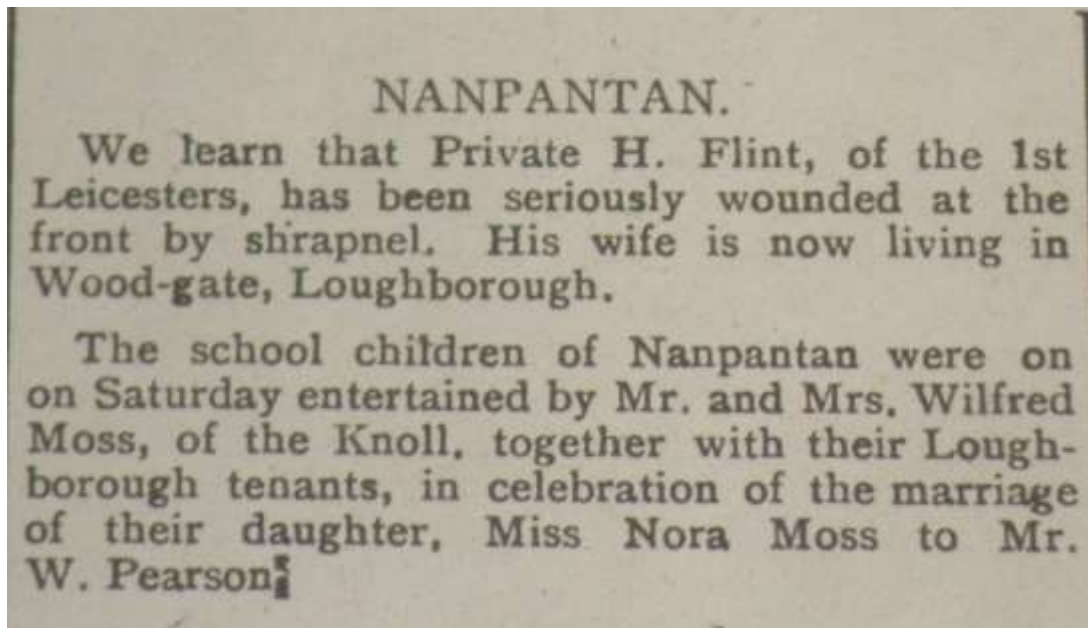 NANPANTAN.
We learn that Private H. Flint, of the 1st
Leicesters, has been seriously wounded at the
front by shrapnel. His wife is now living in
Wood-gate, Loughborough.
The school children of Nanpantan were on
on Saturday entertained by Mr. and Mrs. Wilfred
Moss, of the Knoll, together with their Lough-
borough tenants, in celebration of the marriage
of their daughter, Miss Nora Moss to Mr.
W. Pearson;